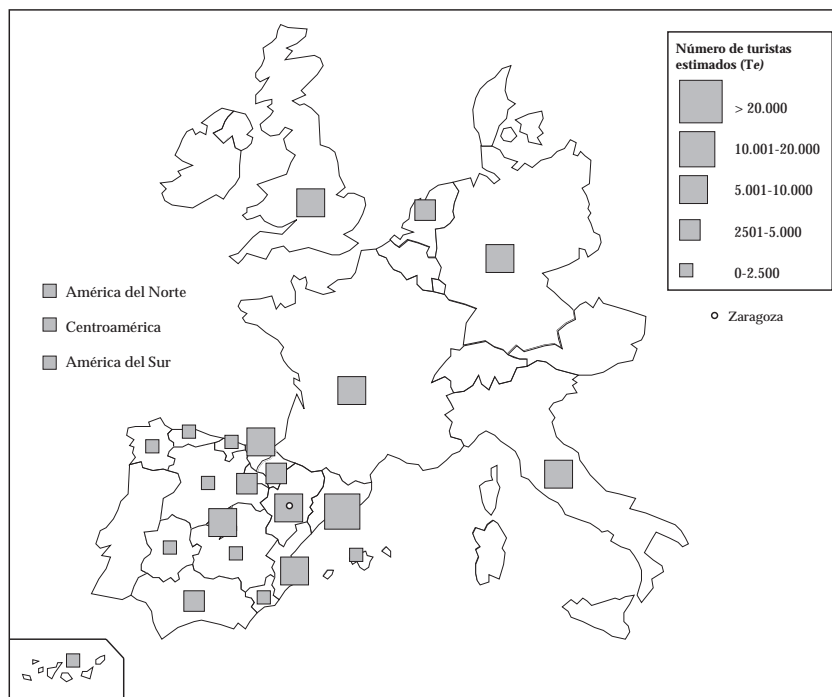 Número de turistas
estimados (Te)
> 20.000
10.001-20.000
5.001-10.000
2501-5.000
0-2.500
Zaragoza
América del Norte
Centroamérica
América del Sur